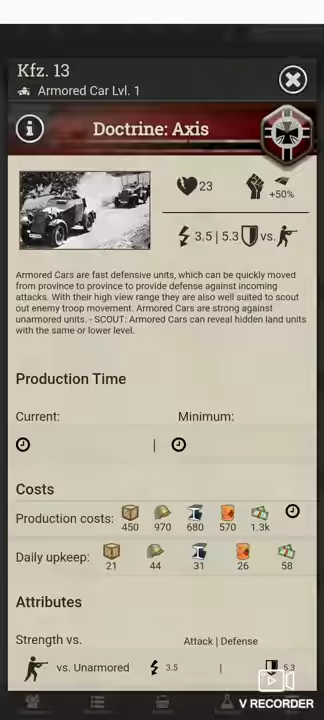 Kfz. 13
Armored Car Lvl. 1
Doctrine: Axis
23
+50%
3.5 | 5.3 vs.
Armored Cars are fast defensive units, which can be quickly moved
from province to province to provide defense against incoming
attacks. With their high view range they are also well suited to scout
out enemy troop movement. Armored Cars are strong against
unarmored units. - SCOUT: Armored Cars can reveal hidden land units
with the same or lower level.
Production Time
Current: Minimum:
|
Costs
Production costs: 450 970 680 570 1.3k
Daily upkeep: 21 44 31 26 58
Attributes
Strength vs. Attack | Defense
vs. Unarmored 3.5 | 5.3
V RECORDER